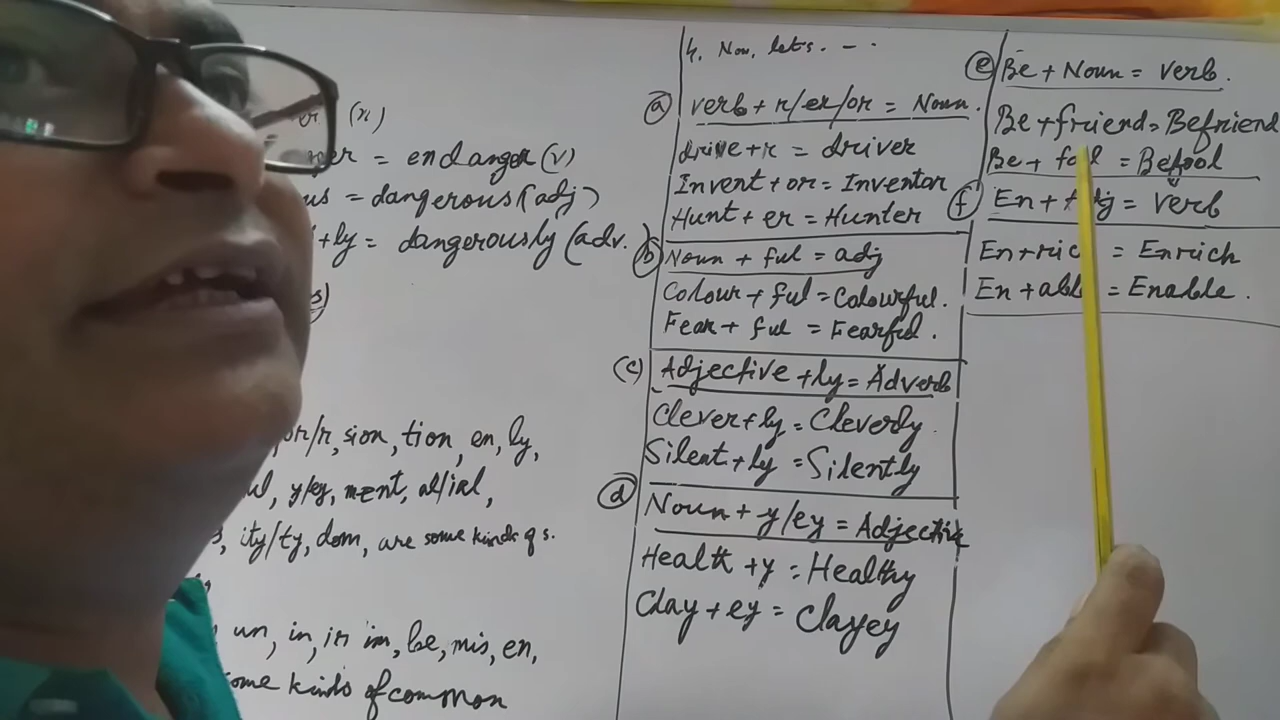 (n)
= endanger (v)
= dangerous (adj)
+ly = dangerously (adv.
or/r, sion, tion, en, ly,
y/ey, ment, al/ial,
ity/ty, dom, are some kinds of s.
un, in, ir im, be, mis, en,
some kinds of common
4. Now, let's. - - .
(a) verb + r/er/or = Noun.
drive + r = driver
Invent + or = Inventor
Hunt + er = Hunter
(b) Noun + ful = adj
Colour + ful = Colourful.
Fear + ful = Fearful.
(c) Adjective + ly = Adverb
Clever + ly = Cleverly.
Silent + ly = Silently
(d) Noun + y/ey = Adjective
Health + y = Healthy
Clay + ey = Clayey
(e) Be + Noun = verb.
Be + friend = Befriend
Be + fool = Befool
(f) En + Adj = verb
En + rich = Enrich
En + able = Enable.